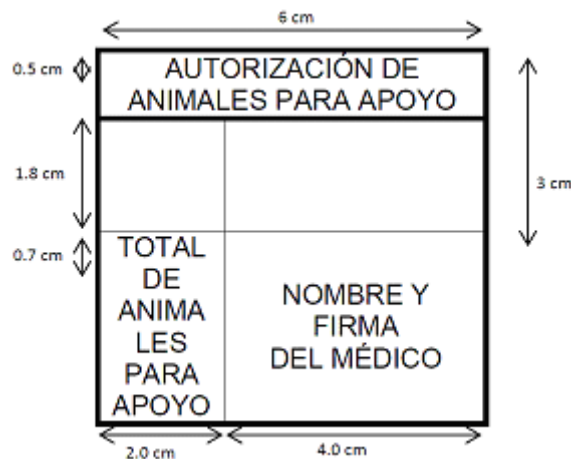 6 cm
0.5 cm
AUTORIZACIÓN DE
ANIMALES PARA APOYO
1.8 cm
3 cm
0.7 cm
TOTAL
DE
ANIMA
LES
PARA
APOYO
NOMBRE Y
FIRMA
DEL MÉDICO
2.0 cm
4.0 cm